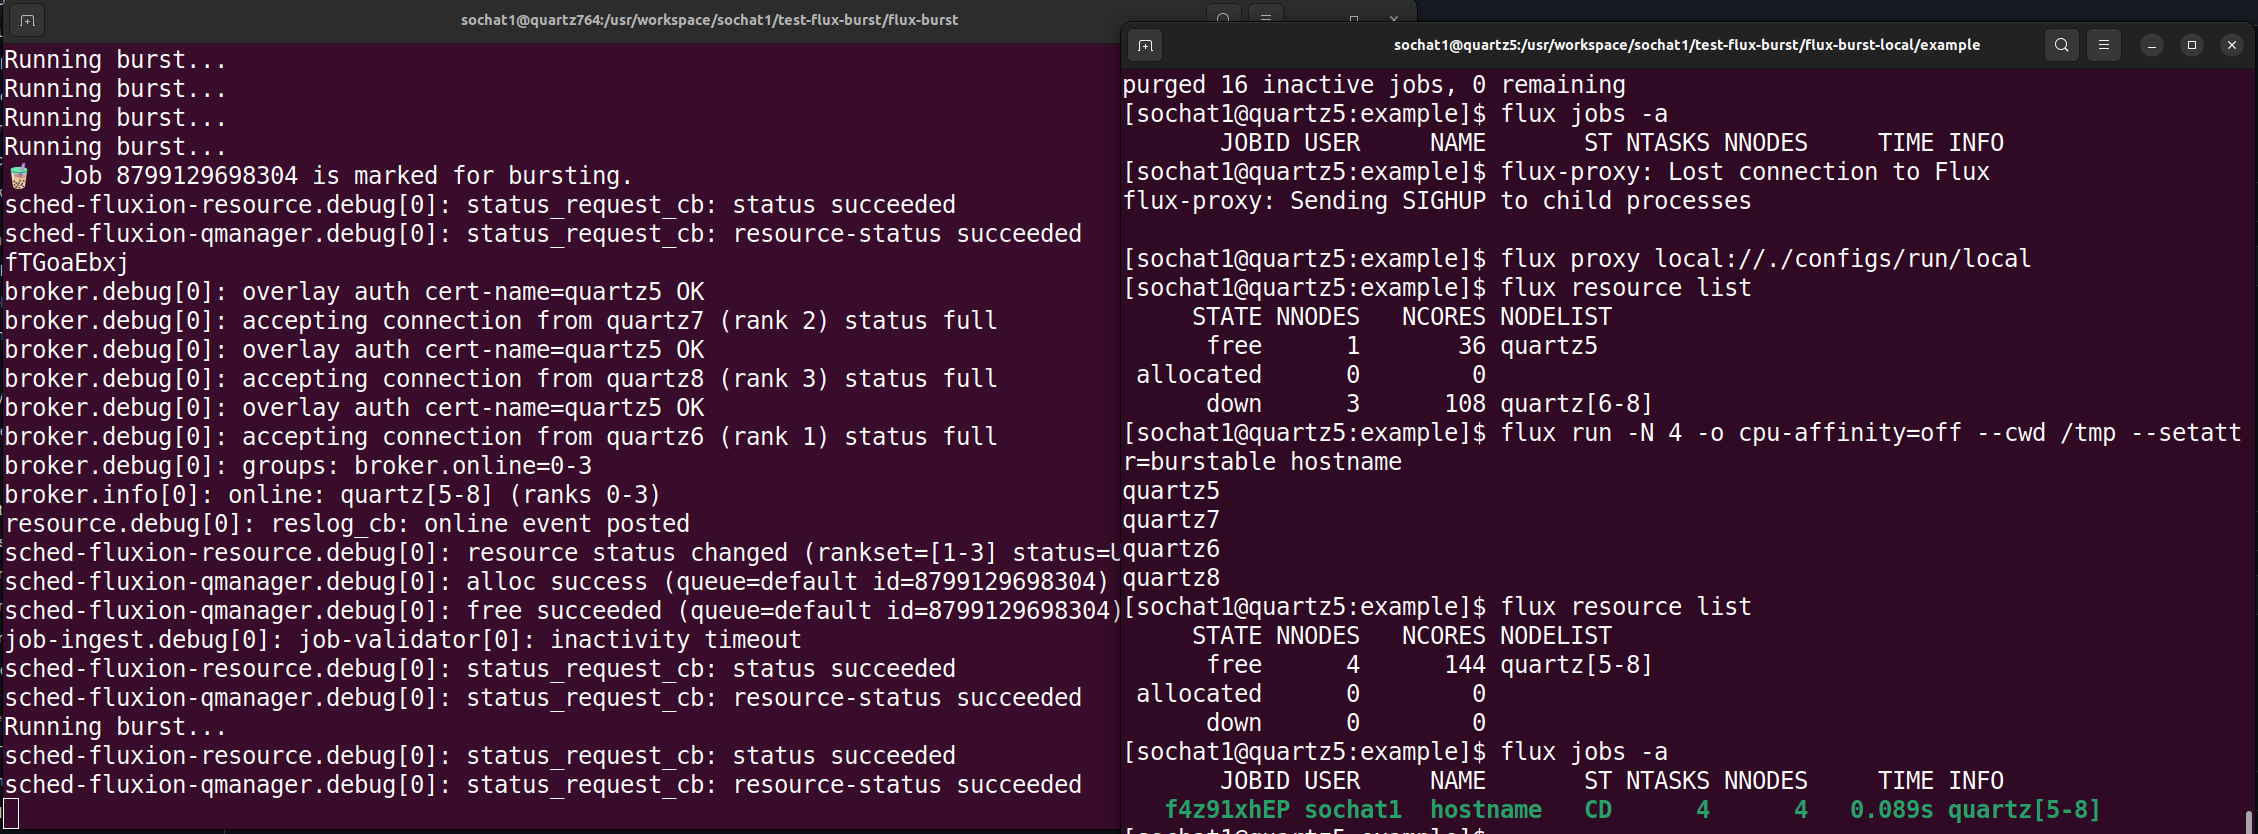 sochat1@quartz764:/usr/workspace/sochat1/test-flux-burst/flux-burst
Running burst...
Running burst...
Running burst...
Running burst...
Job 8799129698304 is marked for bursting.
sched-fluxion-resource.debug[0]: status_request_cb: status succeeded
sched-fluxion-qmanager.debug[0]: status_request_cb: resource-status succeeded
fTGoaEbxj
broker.debug[0]: overlay auth cert-name=quartz5 OK
broker.debug[0]: accepting connection from quartz7 (rank 2) status full
broker.debug[0]: overlay auth cert-name=quartz5 OK
broker.debug[0]: accepting connection from quartz8 (rank 3) status full
broker.debug[0]: overlay auth cert-name=quartz5 OK
broker.debug[0]: accepting connection from quartz6 (rank 1) status full
broker.debug[0]: groups: broker.online=0-3
broker.info[0]: online: quartz[5-8] (ranks 0-3)
resource.debug[0]: reslog_cb: online event posted
sched-fluxion-resource.debug[0]: resource status changed (rankset=[1-3] status=U
sched-fluxion-qmanager.debug[0]: alloc success (queue=default id=8799129698304)
sched-fluxion-qmanager.debug[0]: free succeeded (queue=default id=8799129698304)
job-ingest.debug[0]: job-validator[0]: inactivity timeout
sched-fluxion-resource.debug[0]: status_request_cb: status succeeded
sched-fluxion-qmanager.debug[0]: status_request_cb: resource-status succeeded
Running burst...
sched-fluxion-resource.debug[0]: status_request_cb: status succeeded
sched-fluxion-qmanager.debug[0]: status_request_cb: resource-status succeeded
sochat1@quartz5:/usr/workspace/sochat1/test-flux-burst/flux-burst-local/example
purged 16 inactive jobs, 0 remaining
[sochat1@quartz5:example]$ flux jobs -a
JOBID USER NAME ST NTASKS NNODES TIME INFO
[sochat1@quartz5:example]$ flux-proxy: Lost connection to Flux
flux-proxy: Sending SIGHUP to child processes
[sochat1@quartz5:example]$ flux proxy local://./configs/run/local
[sochat1@quartz5:example]$ flux resource list
STATE NNODES NCORES NODELIST
free 1 36 quartz5
allocated 0 0
down 3 108 quartz[6-8]
[sochat1@quartz5:example]$ flux run -N 4 -o cpu-affinity=off --cwd /tmp --setatt
r=burstable hostname
quartz5
quartz7
quartz6
quartz8
[sochat1@quartz5:example]$ flux resource list
STATE NNODES NCORES NODELIST
free 4 144 quartz[5-8]
allocated 0 0
down 0 0
[sochat1@quartz5:example]$ flux jobs -a
JOBID USER NAME ST NTASKS NNODES TIME INFO
f4z91xhEP sochat1 hostname CD 4 4 0.089s quartz[5-8]
[sochat1@quartz5:example]$